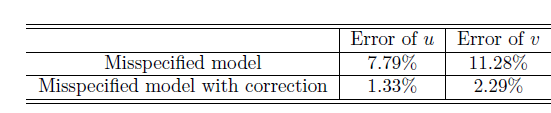 Error of u Error of v
Misspecified model 7.79% 11.28%
Misspecified model with correction 1.33% 2.29%